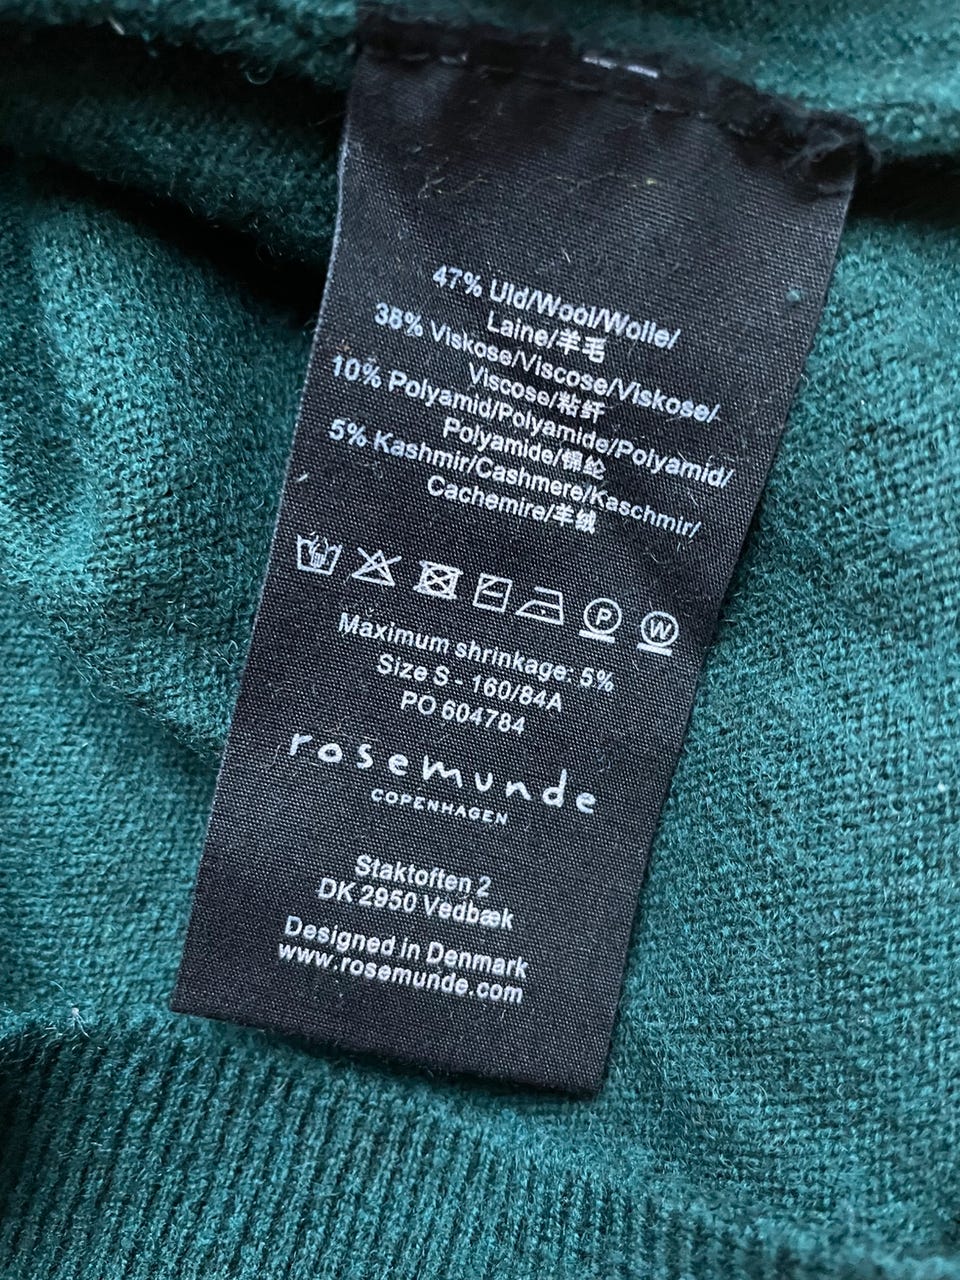 47% Uld/Wool/Wolle/
Laine/羊毛
38% Viskose/Viscose/Viskose/
Viscose/粘纤
10% Polyamid/Polyamide/Polyamid/
Polyamide/锦纶
5% Kashmir/Cashmere/Kaschmir/
Cachemire/羊绒
P W
Maximum shrinkage: 5%
Size S - 160/84A
PO 604784
rosemunde
COPENHAGEN
Staktoften 2
DK 2950 Vedbæk
Designed in Denmark
www.rosemunde.com